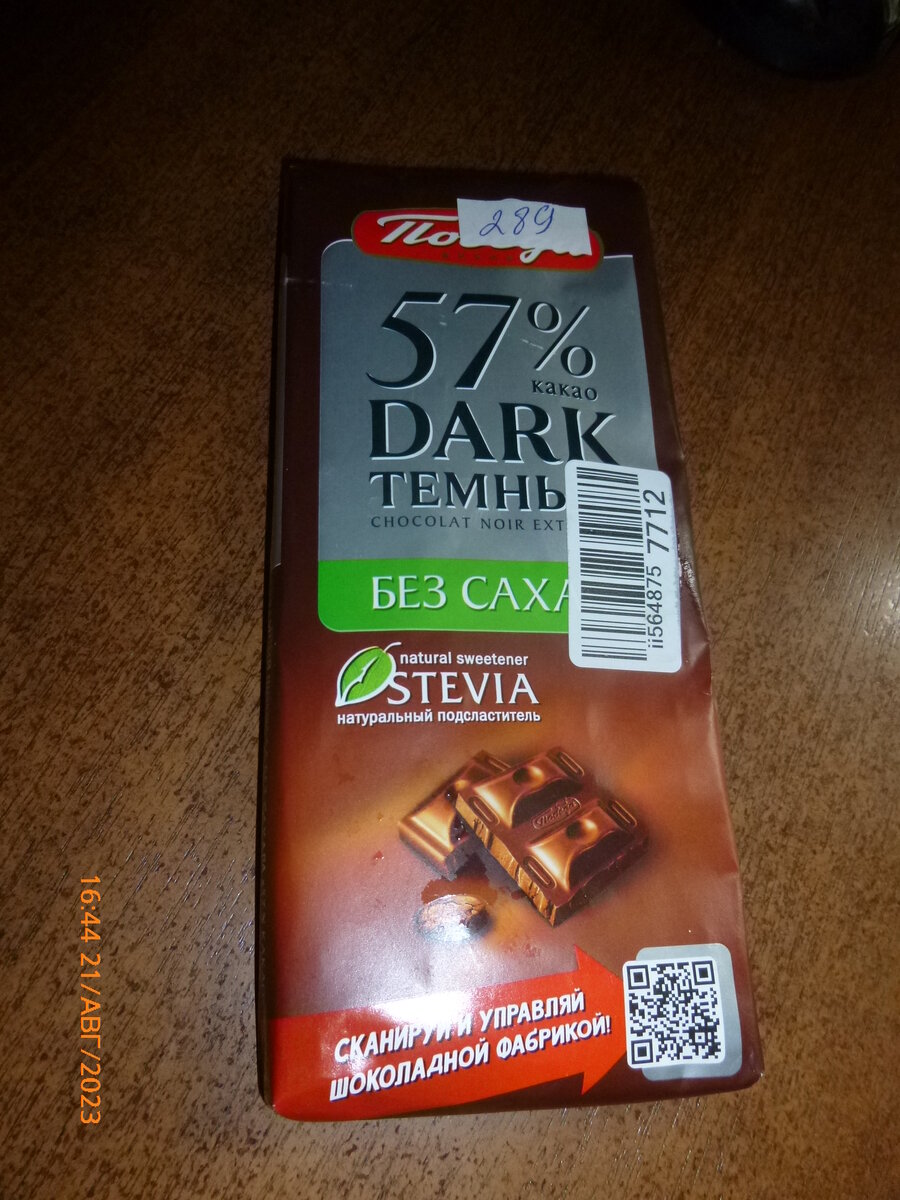 289
57%
какао
DARK
ТЕМНЫ
CHOCOLAT NOIR EXT
БЕЗ САХА
ii564875 7712
natural sweetener
STEVIA
натуральный подсластитель
СКАНИРУЙ И УПРАВЛЯЙ
ШОКОЛАДНОЙ ФАБРИКОЙ!
16:44 21/АВГ/2023